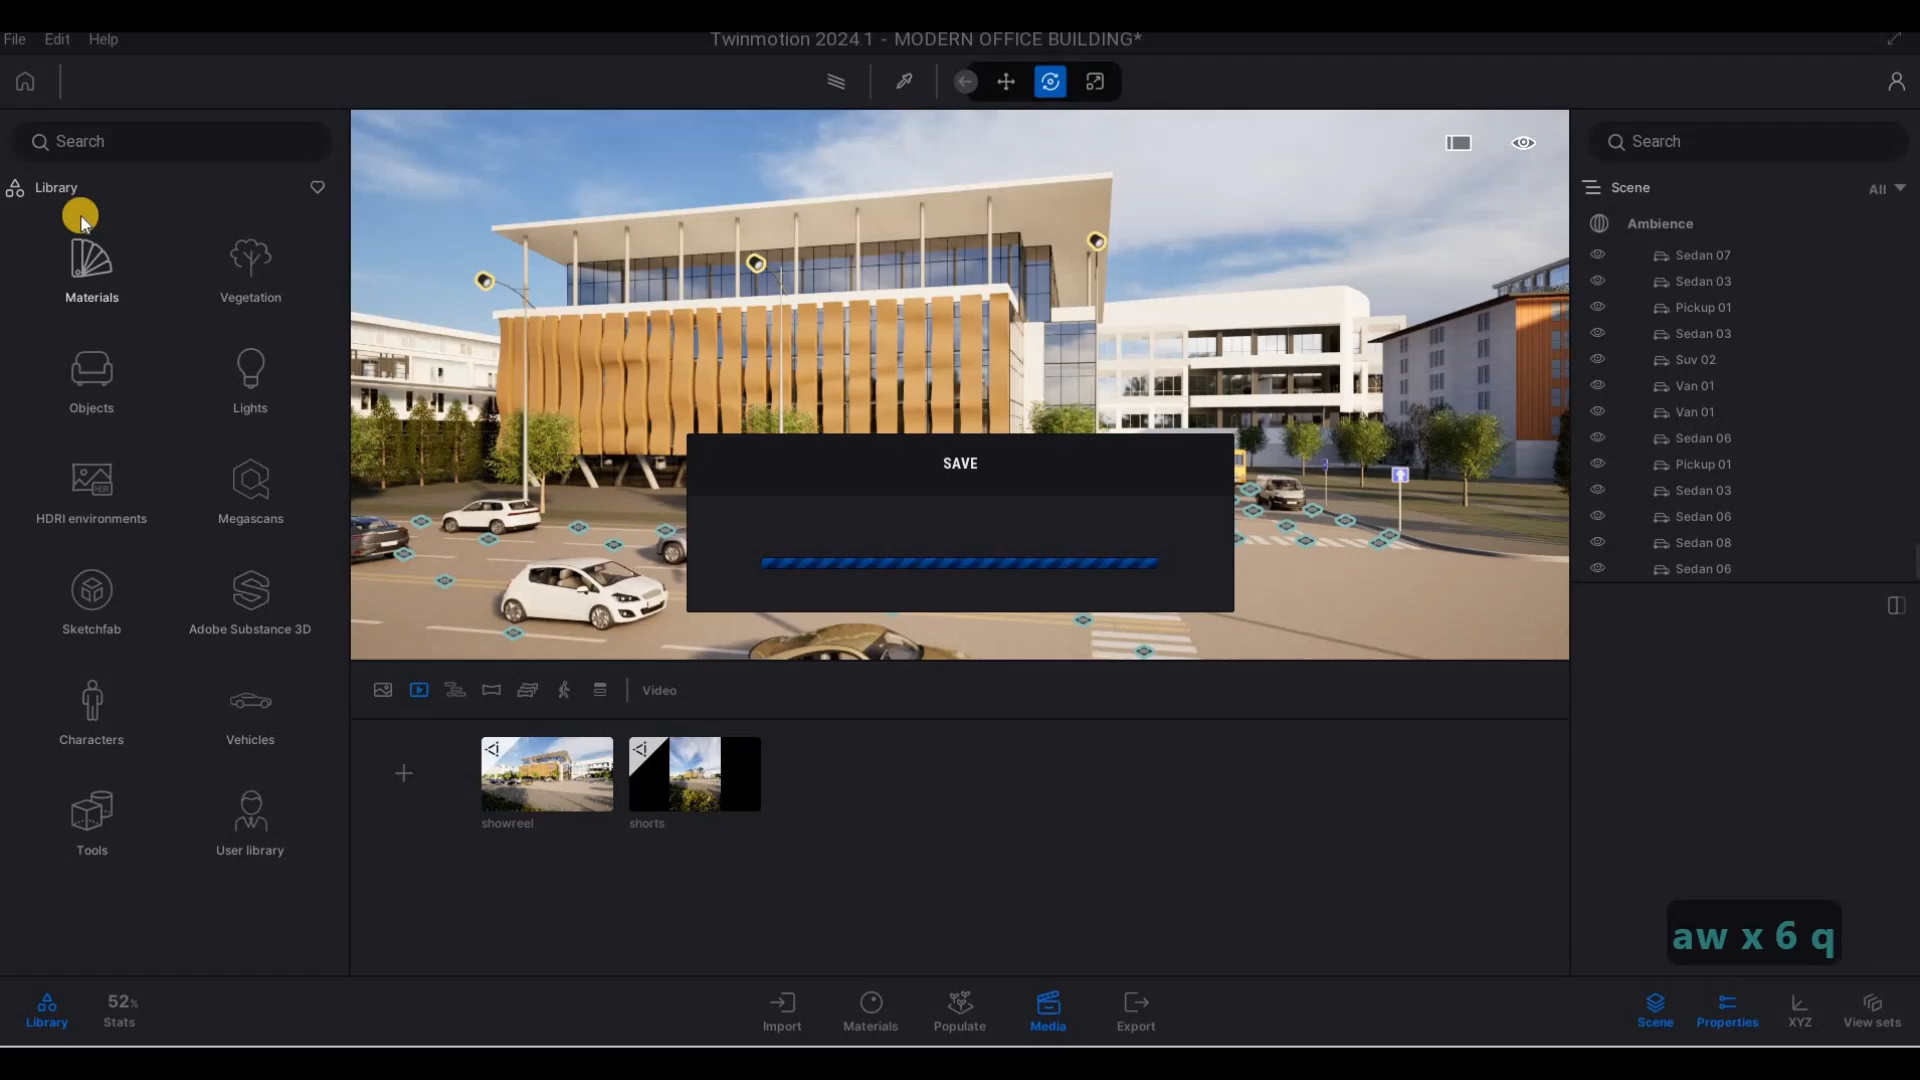 File Edit Help
Twinmotion 2024.1 - MODERN OFFICE BUILDING*
Search
Library
Materials
Vegetation
Objects
Lights
HDR
HDRI environments
Megascans
Sketchfab
Adobe Substance 3D
Characters
Vehicles
Tools
User library
SAVE
Video
showreel
shorts
Search
Scene
All
Ambience
Sedan 07
Sedan 03
Pickup 01
Sedan 03
Suv 02
Van 01
Van 01
Sedan 06
Pickup 01
Sedan 03
Sedan 06
Sedan 08
Sedan 06
aw x 6 q
Library
52%
Stats
Import
Materials
Populate
Media
Export
Scene
Properties
XYZ
View sets